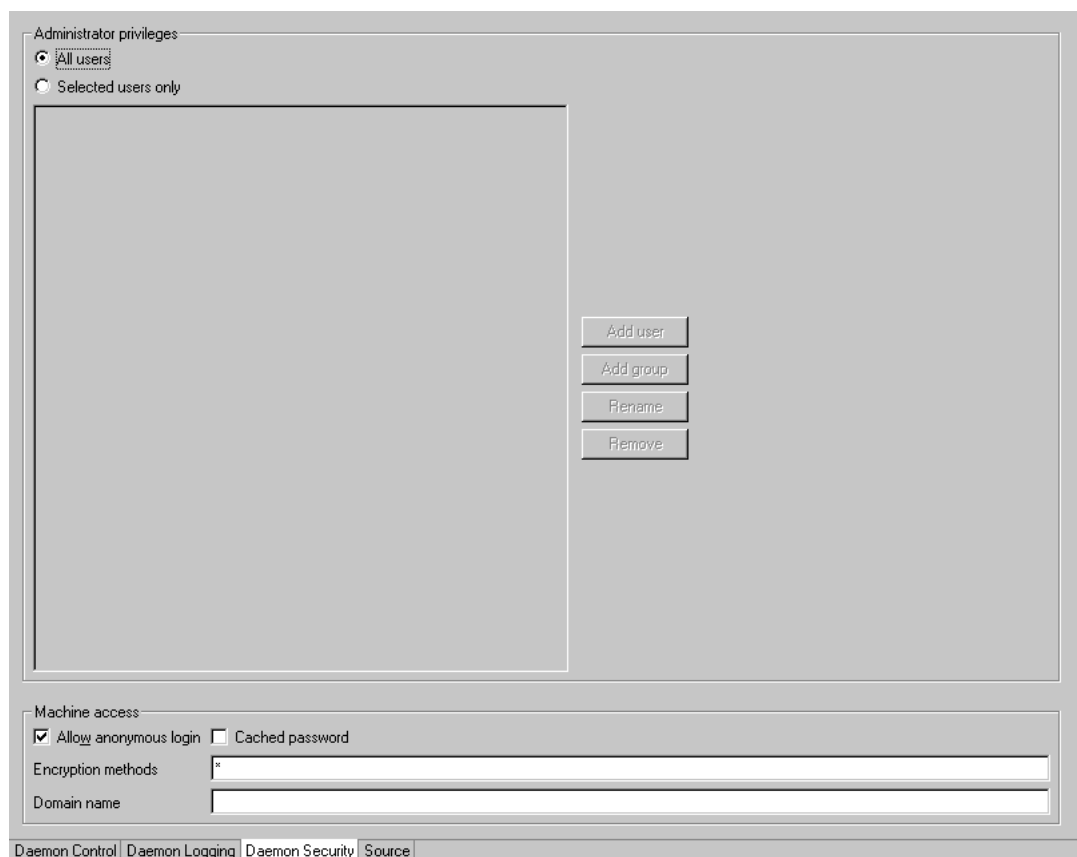 Administrator privileges
All users
Selected users only
Add user
Add group
Rename
Remove
Machine access
Allow anonymous login Cached password
Encryption methods *
Domain name
Daemon Control Daemon Logging Daemon Security Source